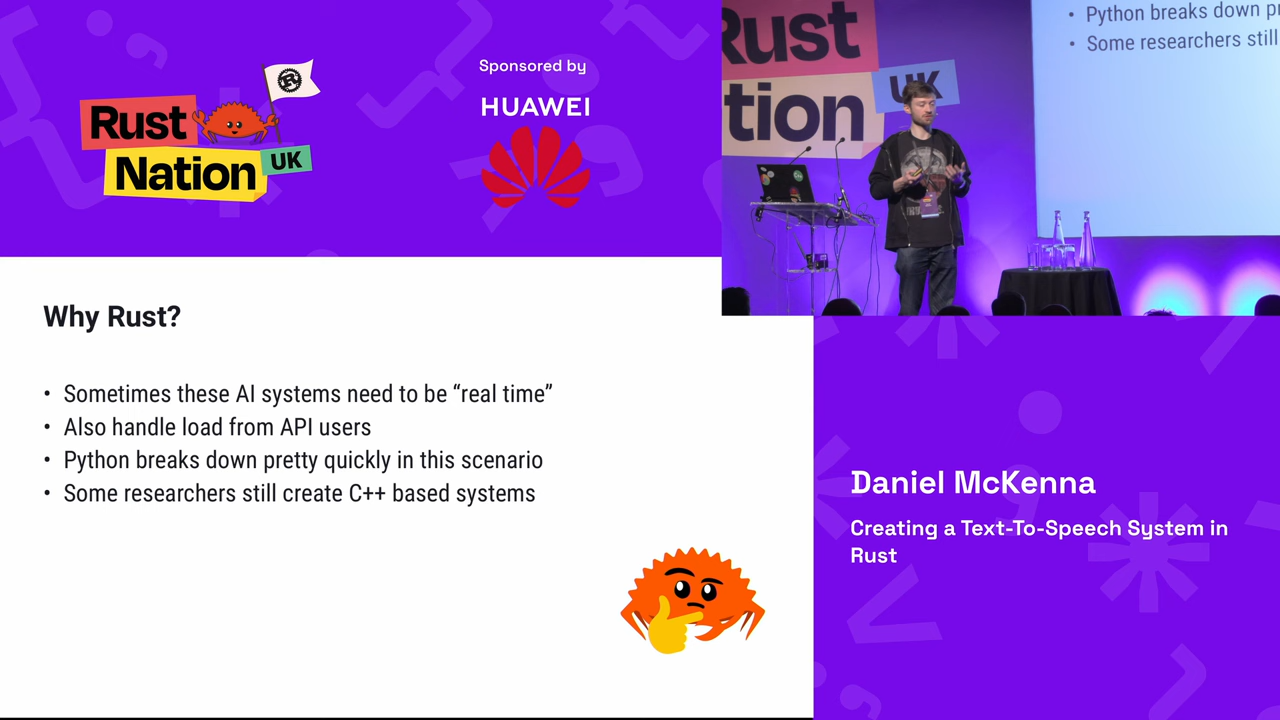 Rust
Nation
UK
Sponsored by
HUAWEI
Why Rust?
• Sometimes these AI systems need to be “real time”
• Also handle load from API users
• Python breaks down pretty quickly in this scenario
• Some researchers still create C++ based systems
Rust
tion
UK
• Python breaks down pr
• Some researchers still
Daniel McKenna
Creating a Text-To-Speech System in
Rust